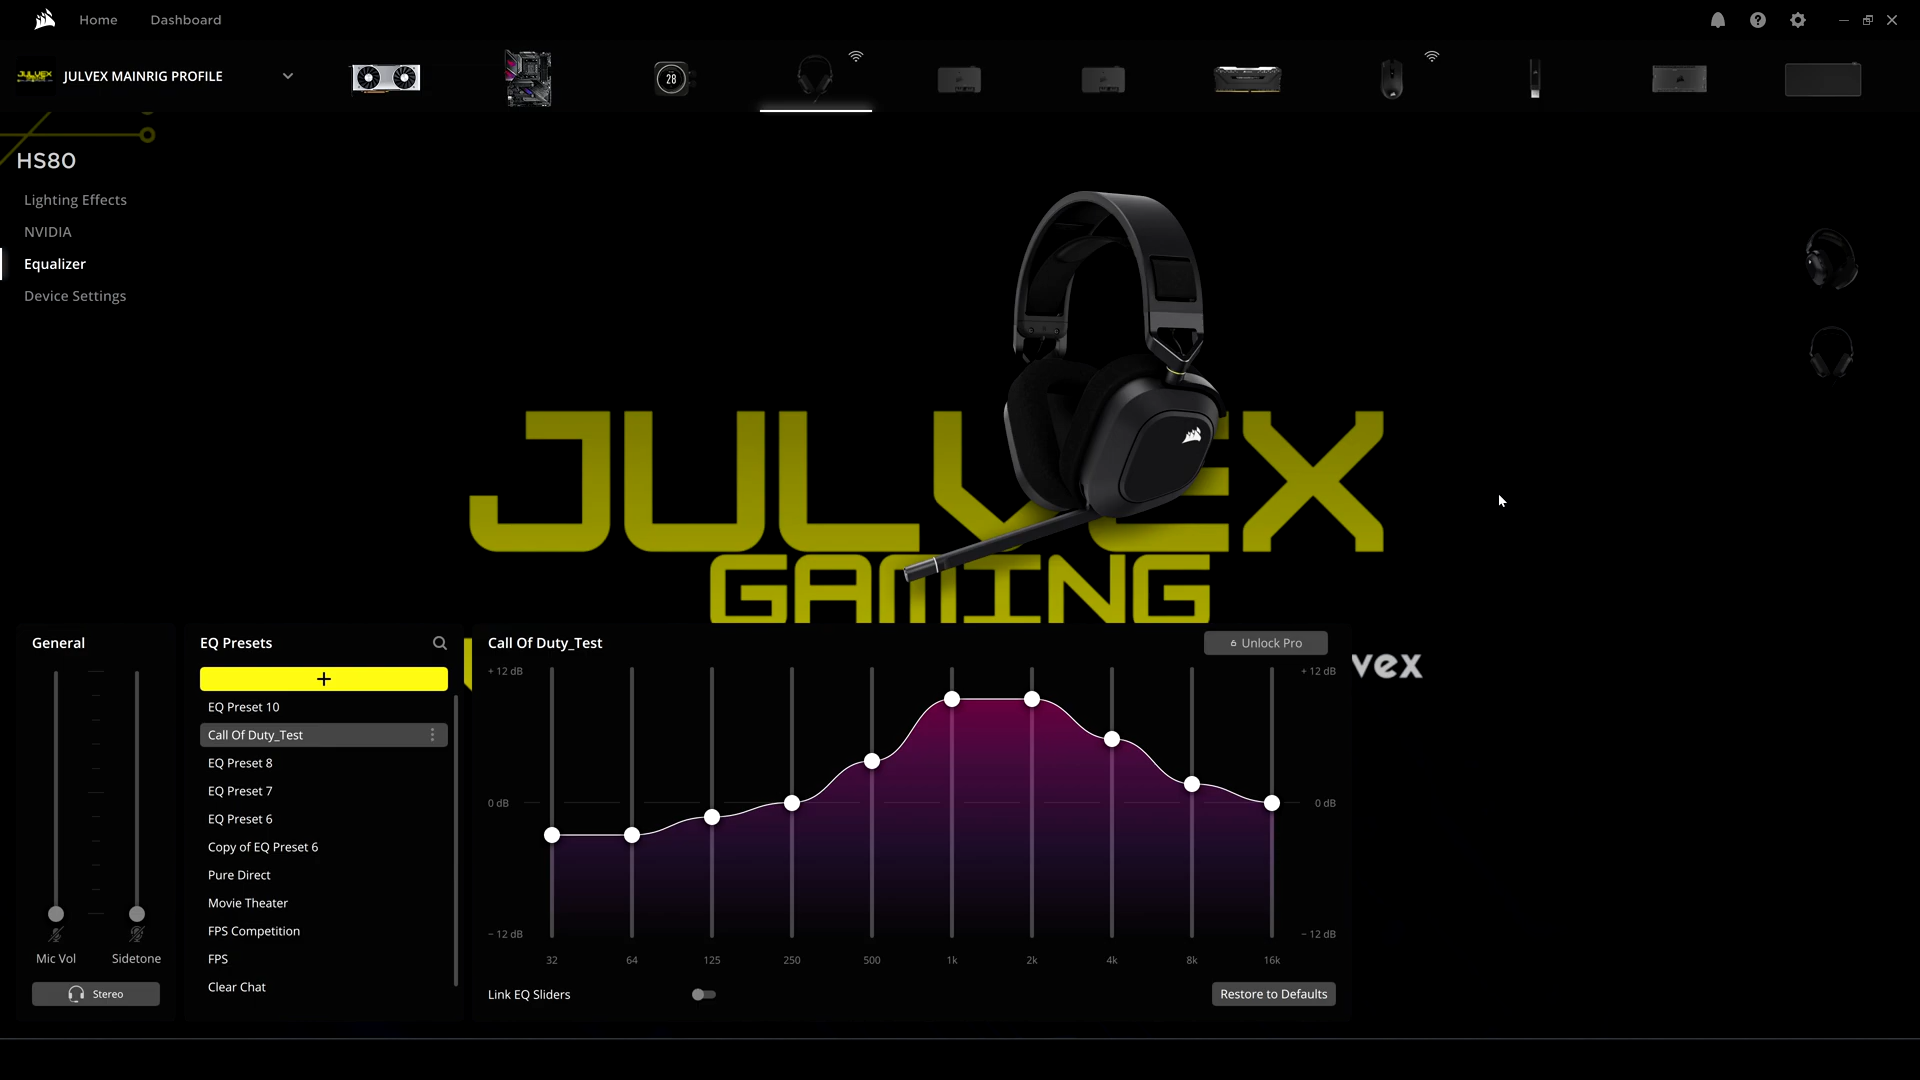 Home
Dashboard
JULVEX
JULVEX MAINRIG PROFILE
28
HS80
Lighting Effects
NVIDIA
Equalizer
Device Settings
JULVEX
GAMING
vex
General
Mic Vol
Sidetone
Stereo
EQ Presets
+
EQ Preset 10
Call Of Duty_Test
EQ Preset 8
EQ Preset 7
EQ Preset 6
Copy of EQ Preset 6
Pure Direct
Movie Theater
FPS Competition
FPS
Clear Chat
Call Of Duty_Test
Unlock Pro
+ 12 dB
+ 12 dB
0 dB
0 dB
− 12 dB
− 12 dB
32 64 125 250 500 1k 2k 4k 8k 16k
Link EQ Sliders
Restore to Defaults